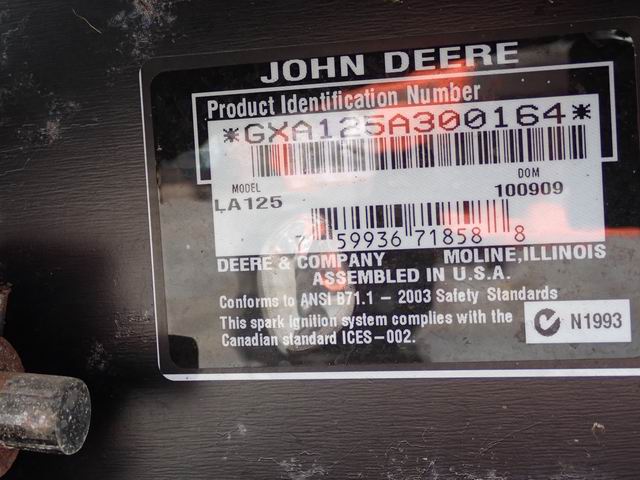 JOHN DEERE
Product Identification Number
*GXA125A300164*
MODEL DOM
LA125 100909
7 59936 71858 8
DEERE & COMPANY MOLINE, ILLINOIS
ASSEMBLED IN U.S.A.
Conforms to ANSI B71.1 – 2003 Safety Standards
This spark ignition system complies with the
Canadian standard ICES–002.
N1993